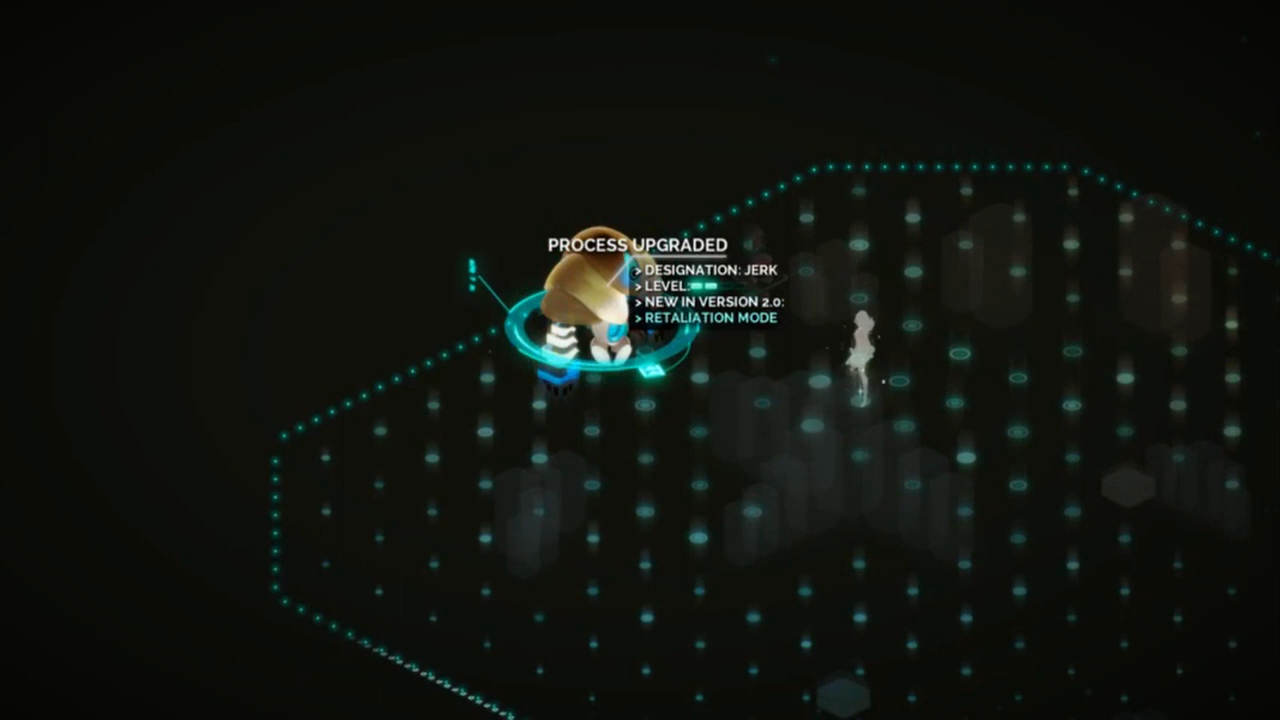 PROCESS UPGRADED
> DESIGNATION: JERK
> LEVEL:
> NEW IN VERSION 2.0:
> RETALIATION MODE